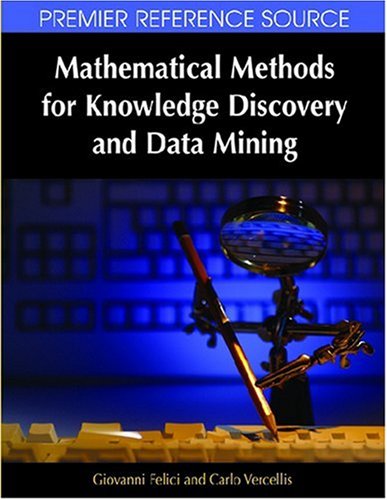 PREMIER REFERENCE SOURCE
Mathematical Methods
for Knowledge Discovery
and Data Mining
Giovanni Felici and Carlo Vercellis